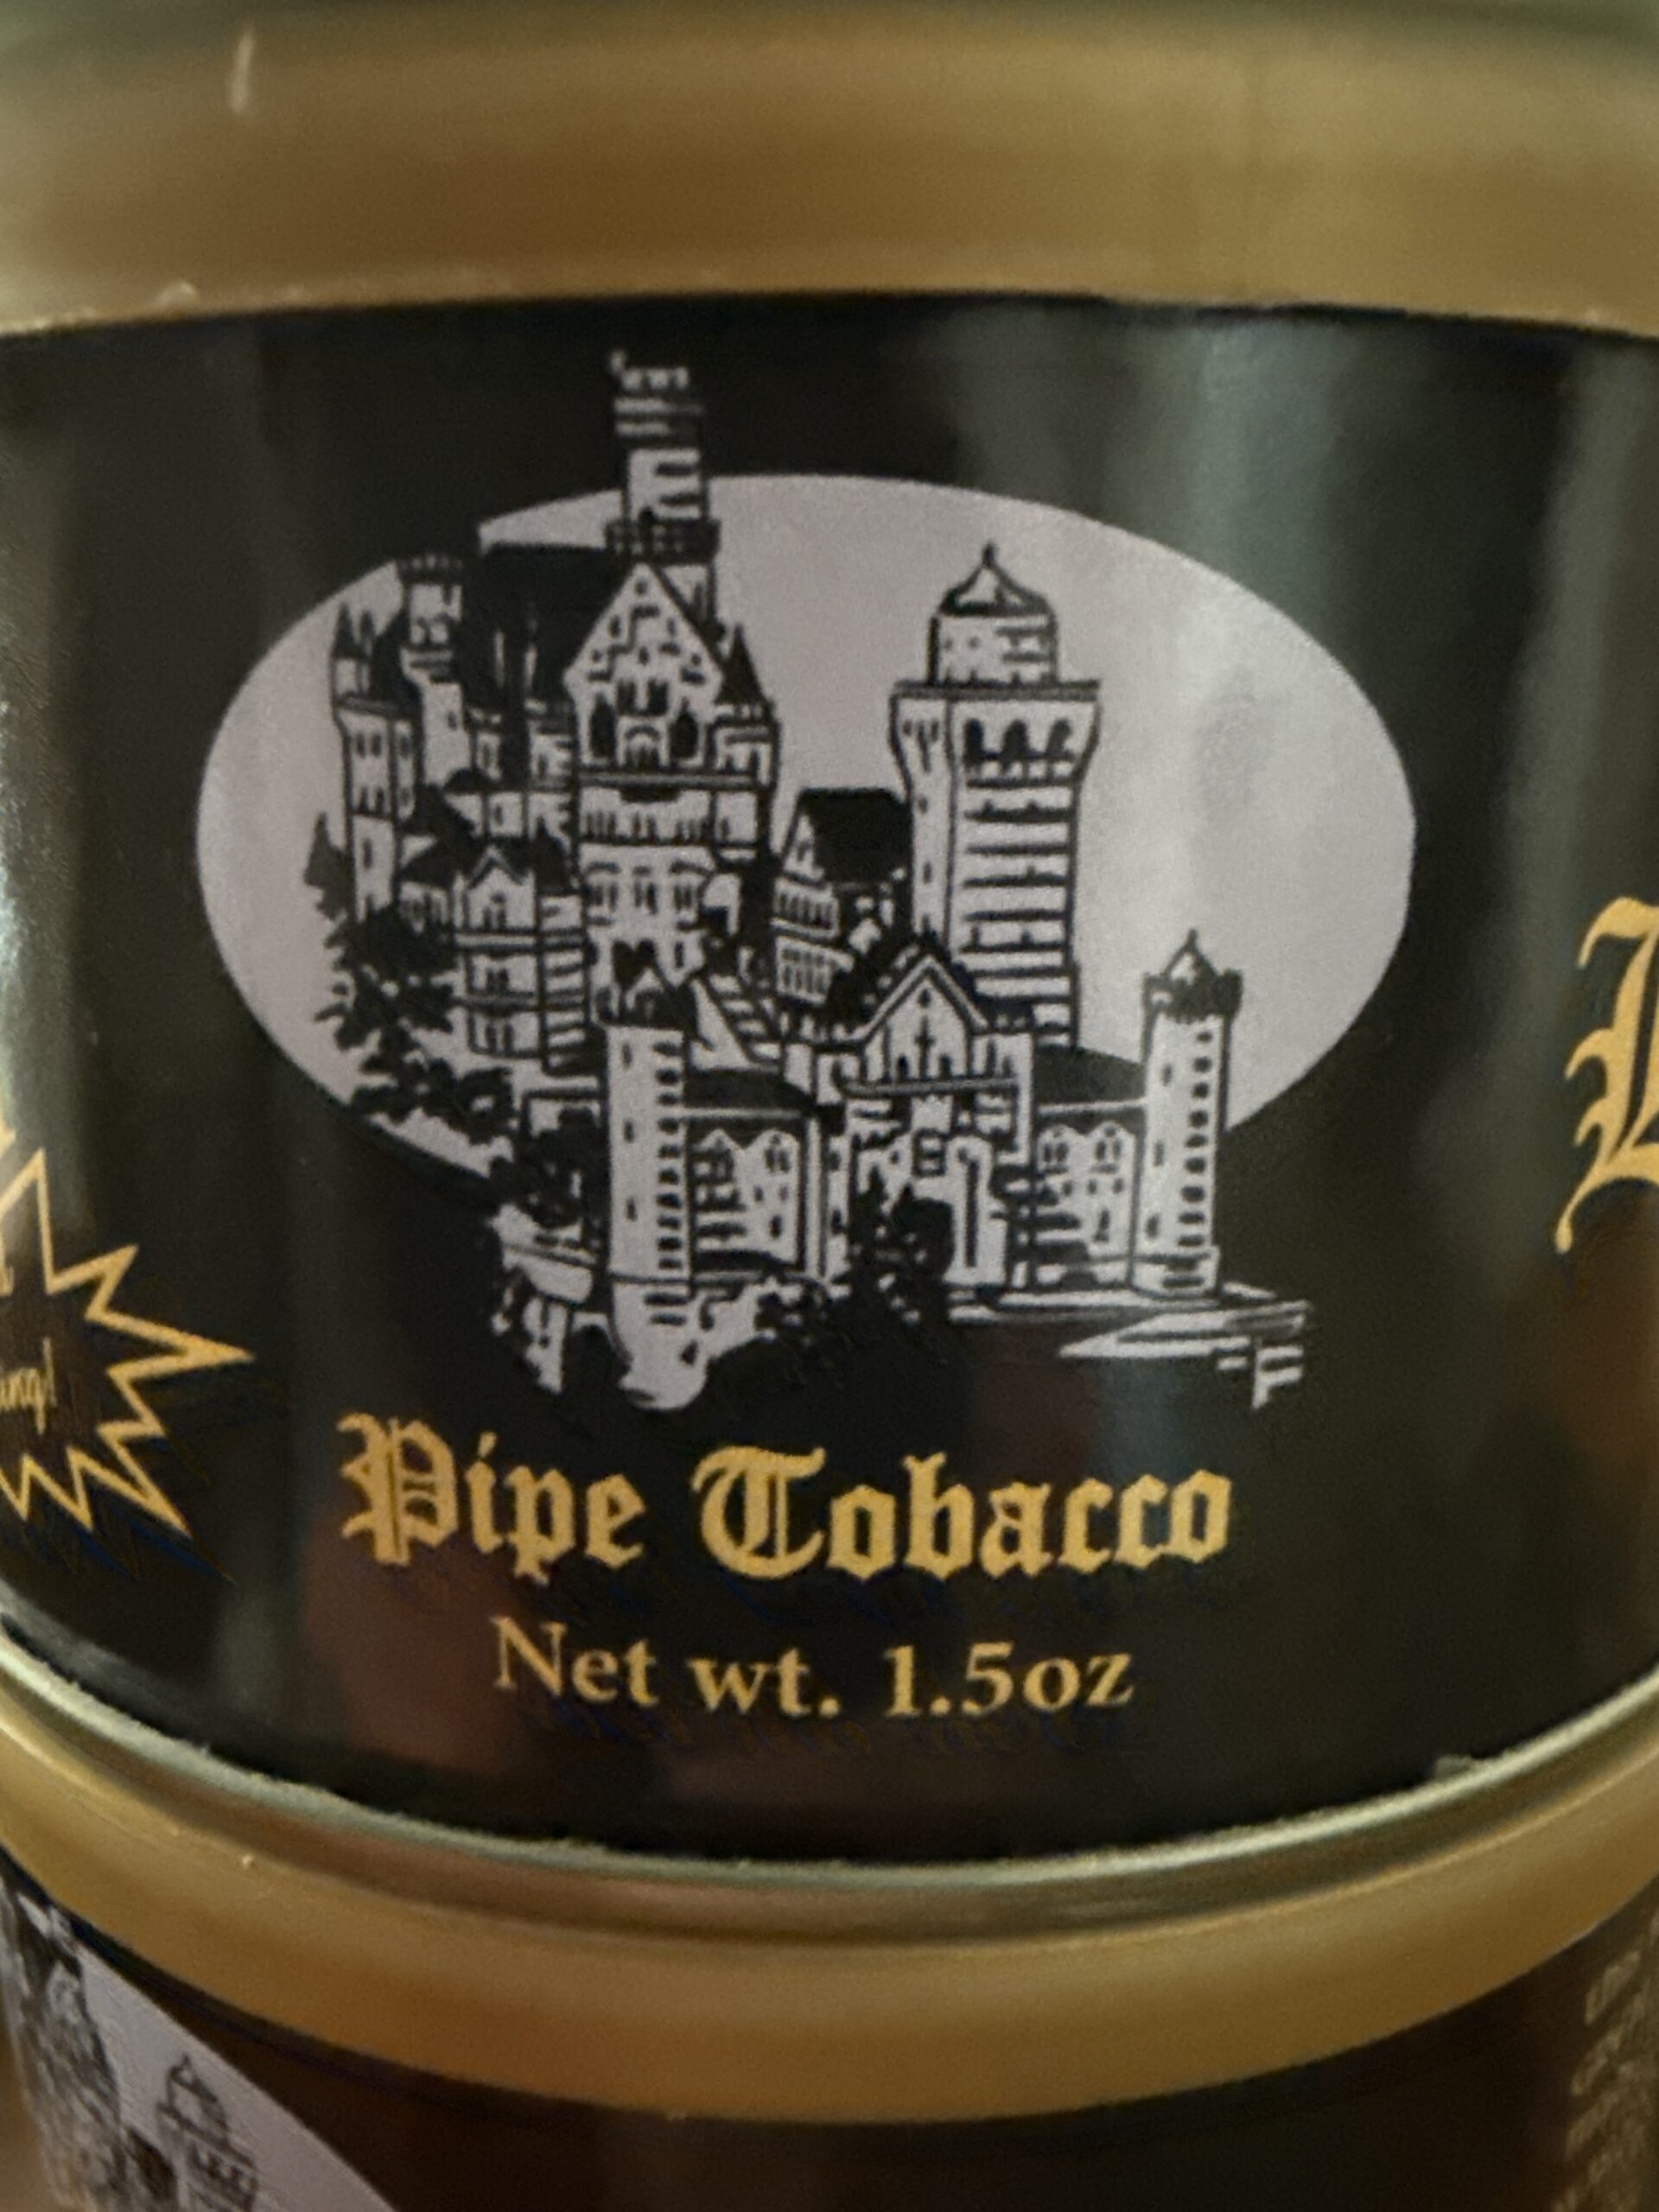 Pipe Tobacco
Net wt. 1.5oz